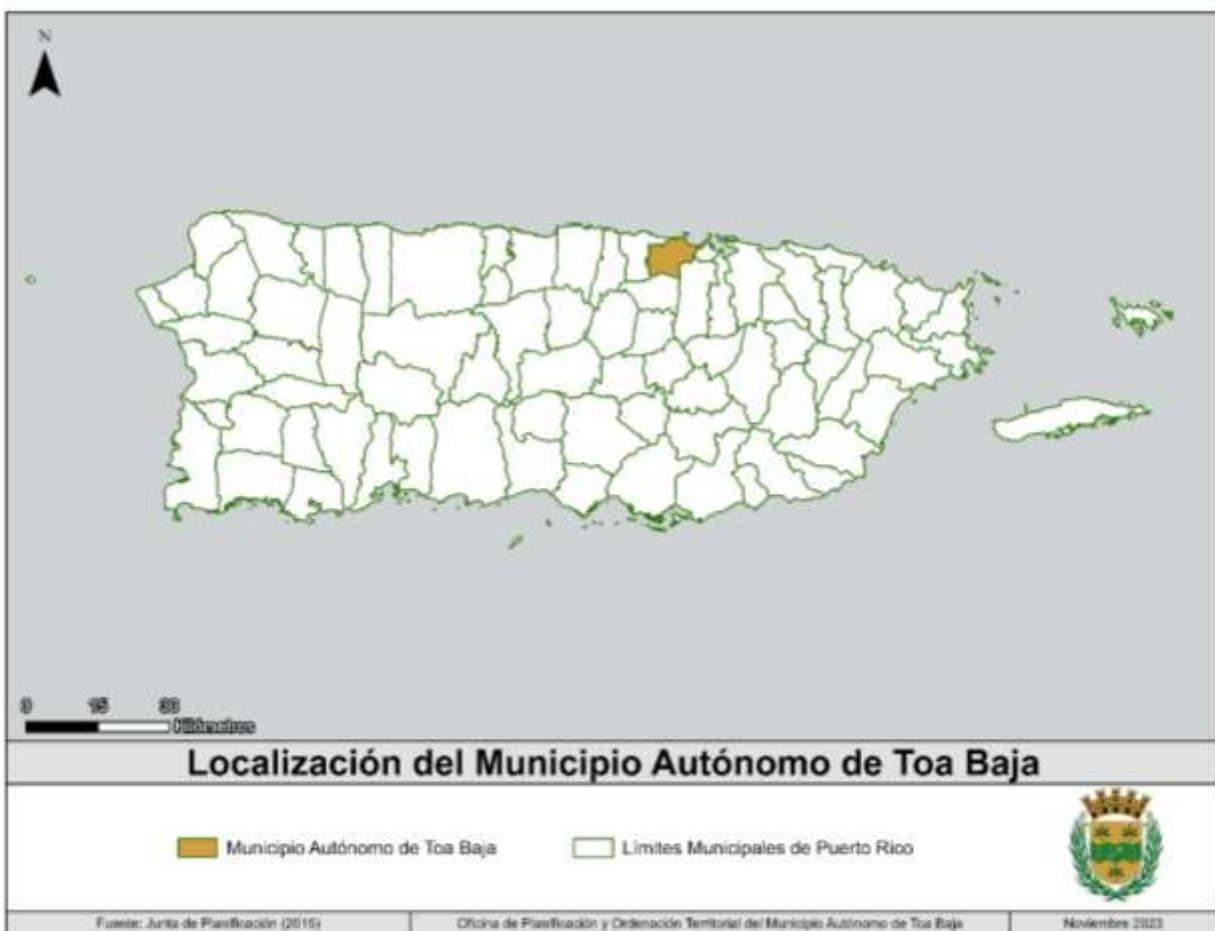 N
0 15 30
Kilómetros
Localización del Municipio Autónomo de Toa Baja
Municipio Autónomo de Toa Baja
Límites Municipales de Puerto Rico
Fuente: Junta de Planificación (2015)
Oficina de Planificación y Ordenación Territorial del Municipio Autónomo de Toa Baja
Noviembre 2023